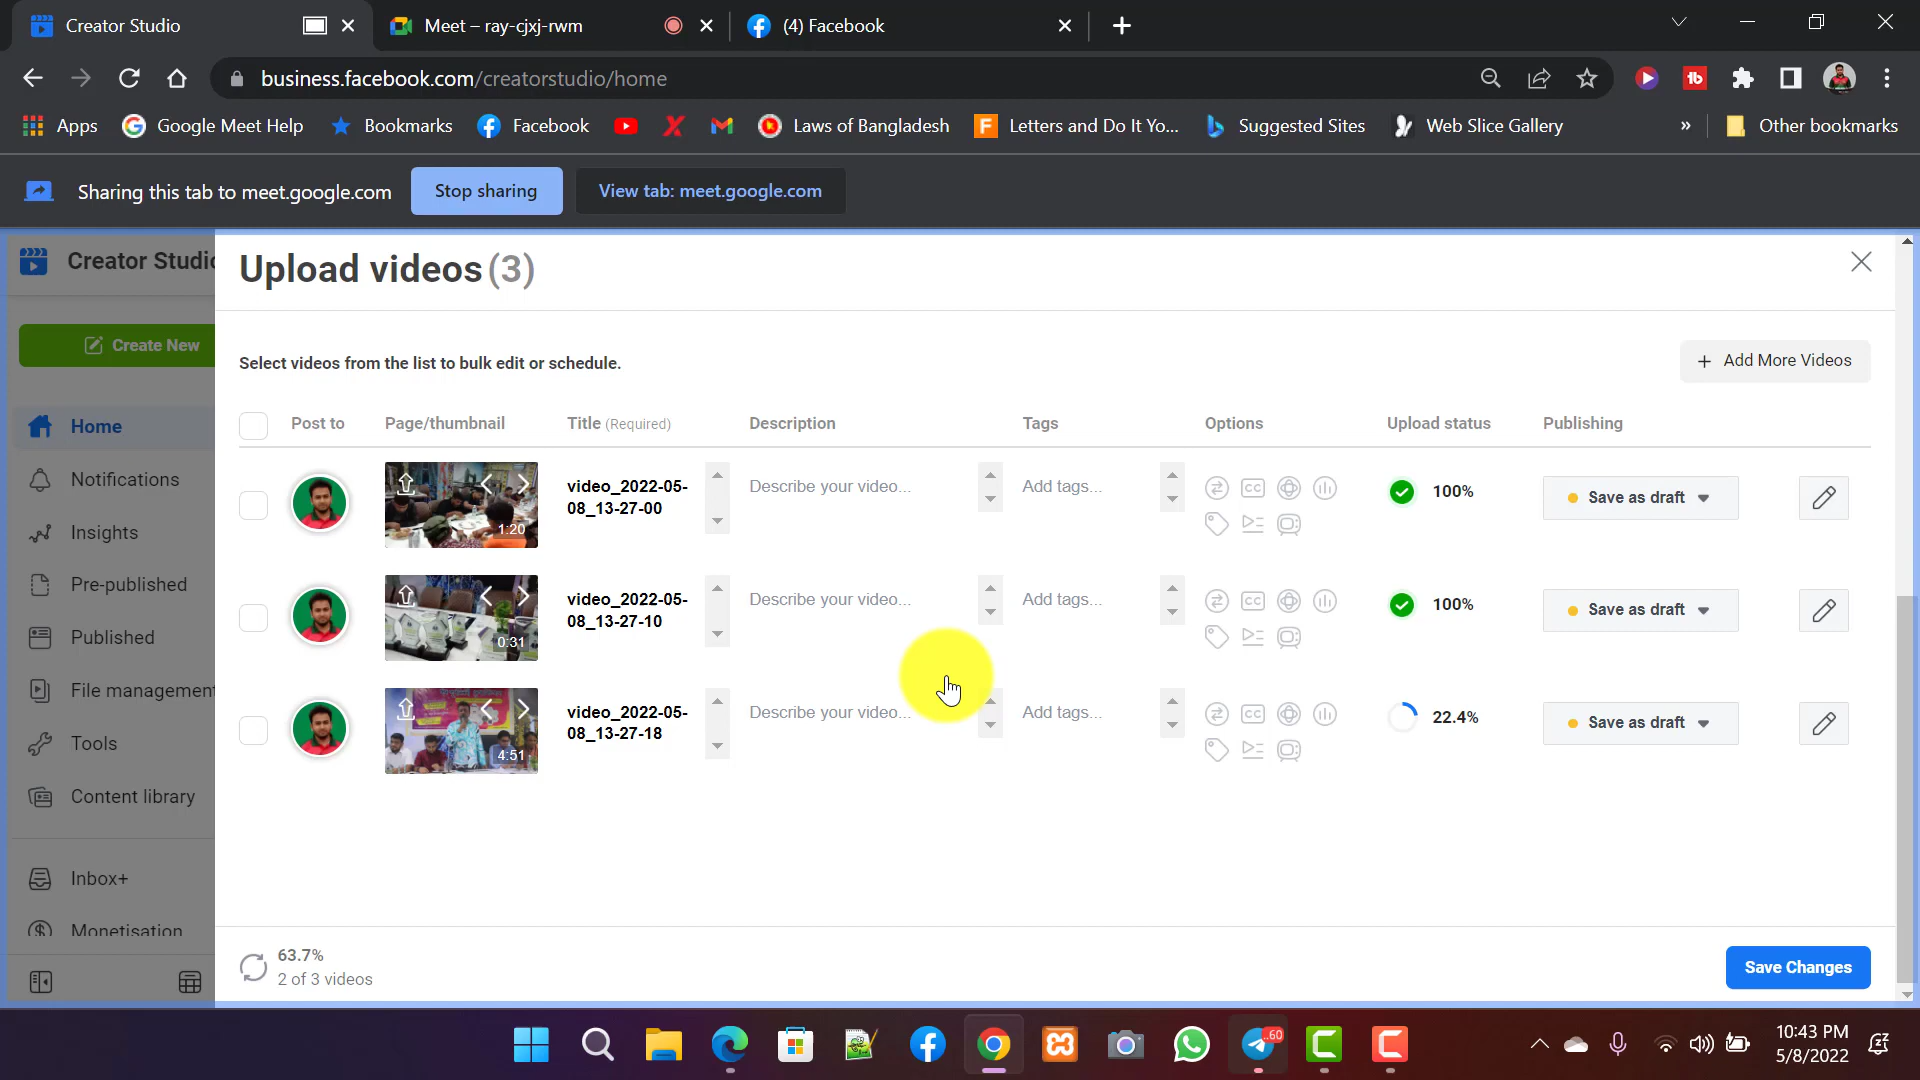 Creator Studio
Meet – ray-cjxj-rwm
(4) Facebook
business.facebook.com/creatorstudio/home
Apps
Google Meet Help
Bookmarks
Facebook
Laws of Bangladesh
Letters and Do It Yo...
Suggested Sites
Web Slice Gallery
»
Other bookmarks
Sharing this tab to meet.google.com
Stop sharing
View tab: meet.google.com
Creator Studio
Create New
Home
Notifications
Insights
Pre-published
Published
File management
Tools
Content library
Inbox+
Monetisation
Upload videos (3)
Select videos from the list to bulk edit or schedule.
+ Add More Videos
Post to
Page/thumbnail
Title (Required)
Description
Tags
Options
Upload status
Publishing
1:20
video_2022-05-
08_13-27-00
Describe your video...
Add tags...
CC
100%
Save as draft
0:31
video_2022-05-
08_13-27-10
Describe your video...
Add tags...
CC
100%
Save as draft
4:51
video_2022-05-
08_13-27-18
Describe your video...
Add tags...
CC
22.4%
Save as draft
63.7%
2 of 3 videos
Save Changes
..60
10:43 PM
5/8/2022